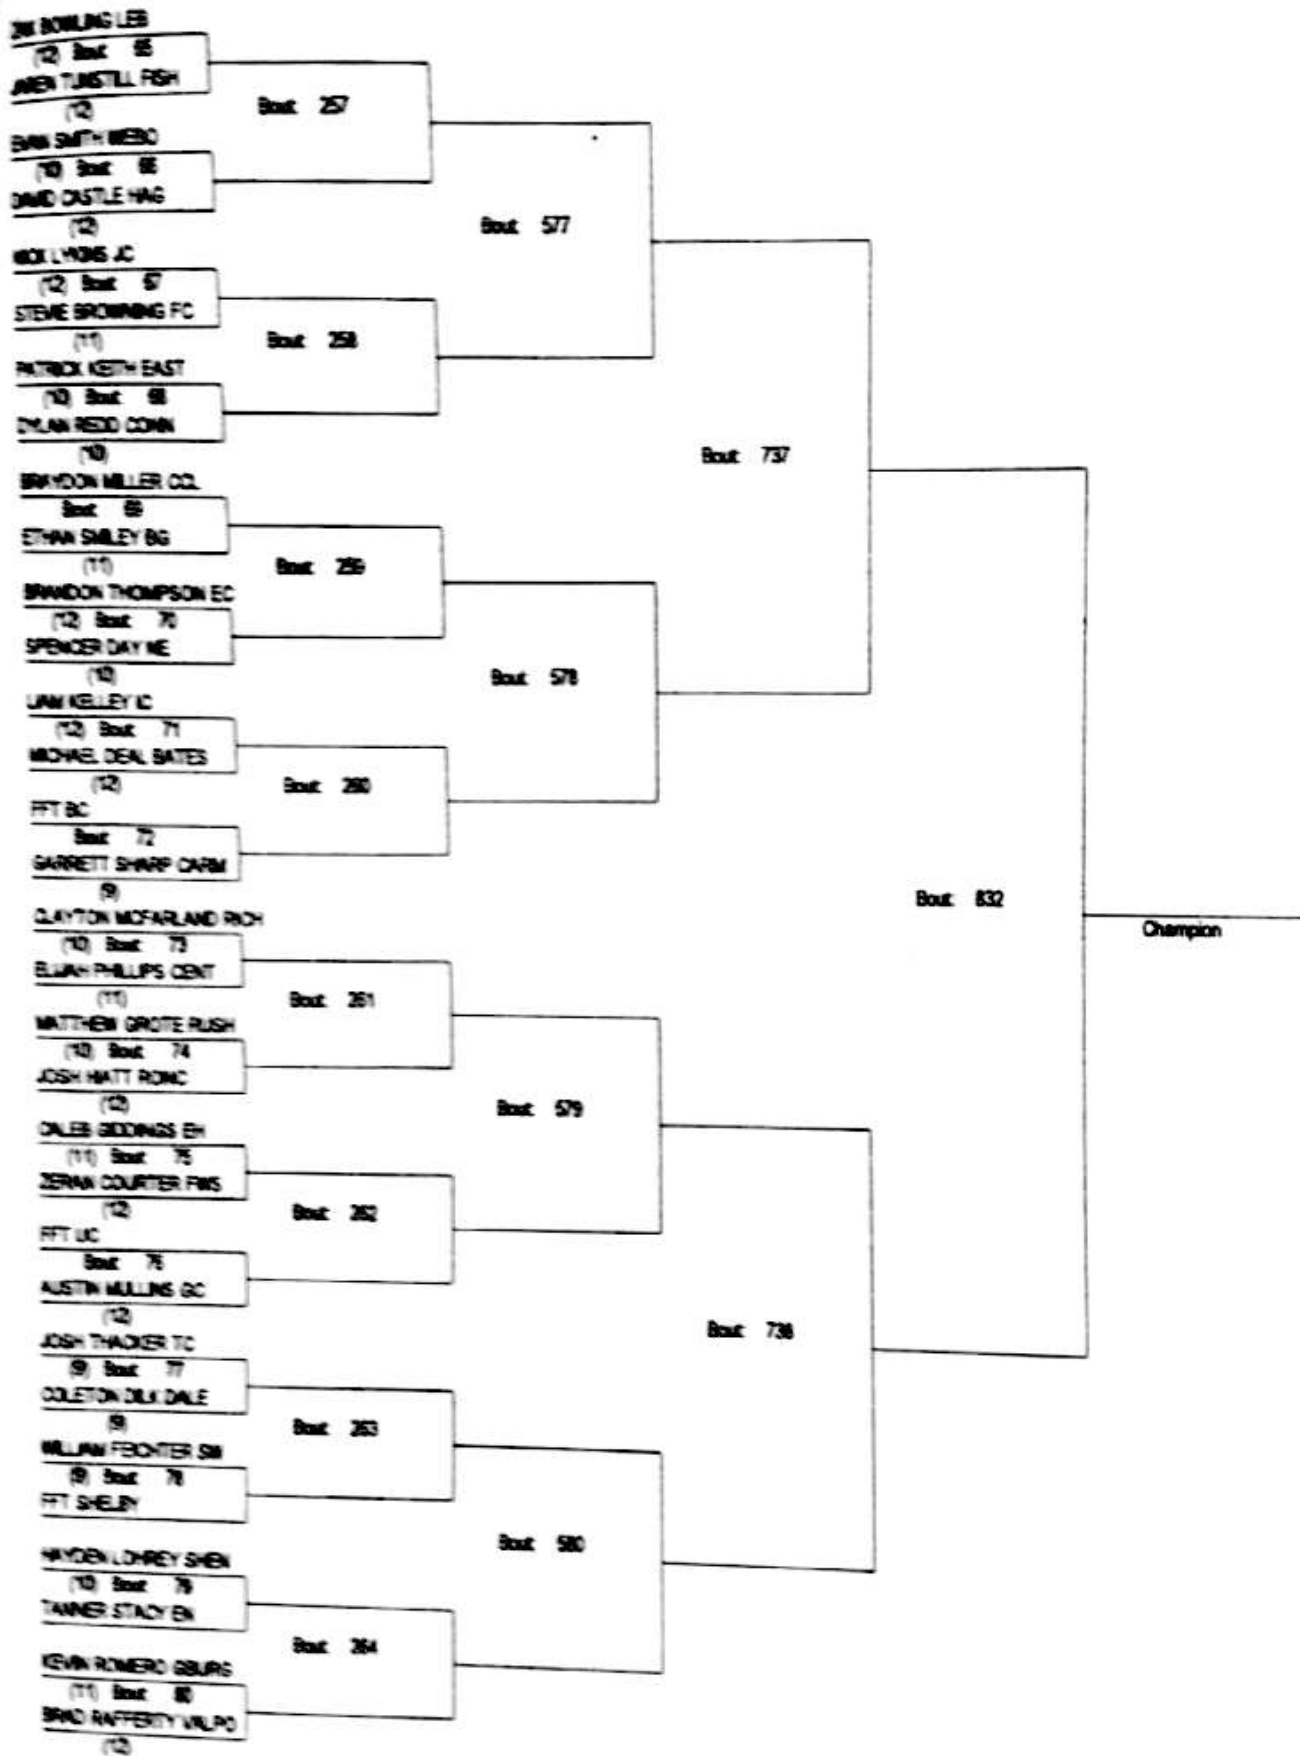 BOWLING LEB
(12) Bout 65
TUNSTILL FISH
(12)
EVAN SMITH WEBO
(10) Bout 66
DAVID CASTLE HAG
(12)
NICK LYKINS JC
(12) Bout 67
STEVIE BROWNING FC
(11)
PATRICK KEITH EAST
(10) Bout 68
DYLAN REDD CONN
(10)
BRAYDON MILLER CCL
Bout 69
ETHAN SMILEY BG
(11)
BRANDON THOMPSON EC
(12) Bout 70
SPENCER DAY NE
(10)
LIAM KELLEY IC
(12) Bout 71
MICHAEL DEAL BATES
(12)
FFT BC
Bout 72
GARRETT SHARP CARM
(9)
CLAYTON MCFARLAND RICH
(10) Bout 73
ELIJAH PHILLIPS CENT
(11)
MATTHEW GROTE RUSH
(10) Bout 74
JOSH HIATT RONC
(12)
CALEB GIDDINGS EH
(11) Bout 75
ZERAN COURTER FWS
(12)
FFT UC
Bout 76
AUSTIN MULLINS GC
(12)
JOSH THACKER TC
(9) Bout 77
COLETON DILK DALE
(9)
WILLIAM FEICHTER SW
(9) Bout 78
FFT SHELBY
HAYDEN LOHREY SHEN
(10) Bout 79
TANNER STACY EN
KEVIN ROMERO GBURG
(11) Bout 80
BRAD RAFFERTY VALPO
(12)
Bout 257
Bout 258
Bout 259
Bout 260
Bout 261
Bout 262
Bout 263
Bout 264
Bout 577
Bout 578
Bout 579
Bout 580
Bout 737
Bout 738
Bout 832
Champion